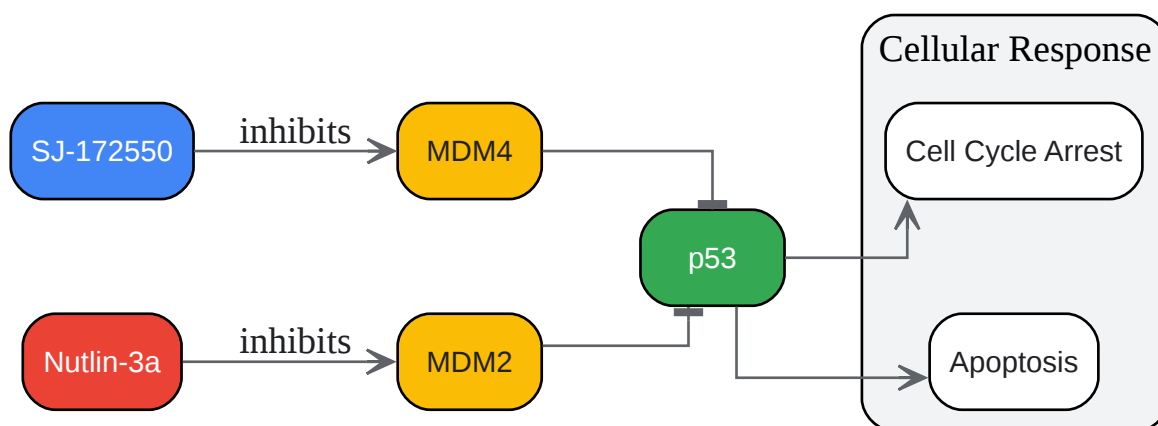 Cellular Response
SJ-172550
inhibits
MDM4
Cell Cycle Arrest
p53
Nutlin-3a
inhibits
MDM2
Apoptosis